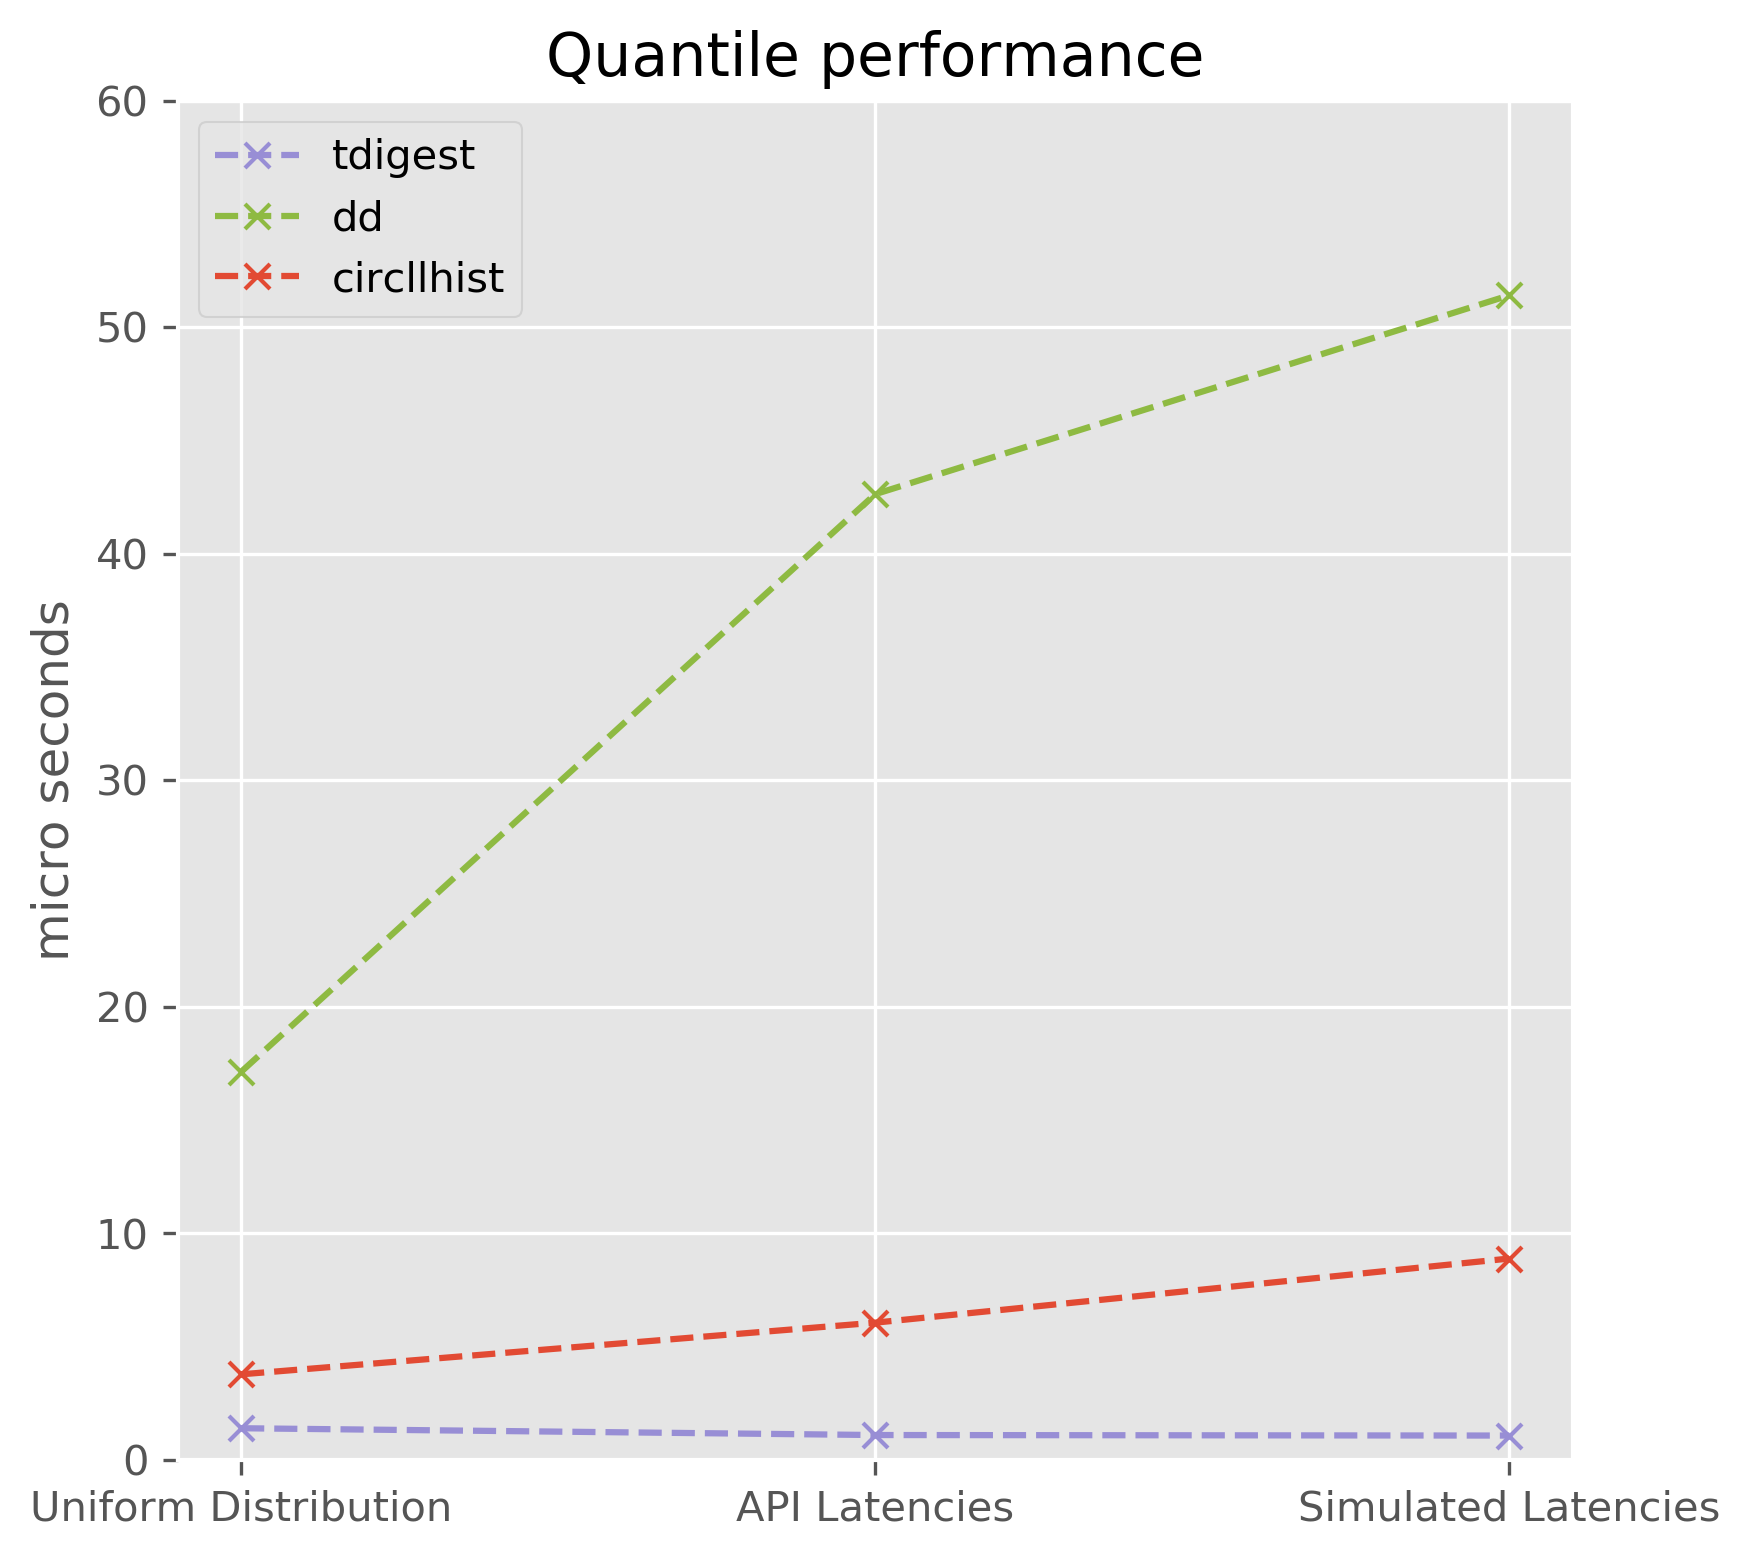 Quantile performance
60
50
40
30
20
10
0
micro seconds
tdigest
dd
circllhist
Uniform Distribution
API Latencies
Simulated Latencies